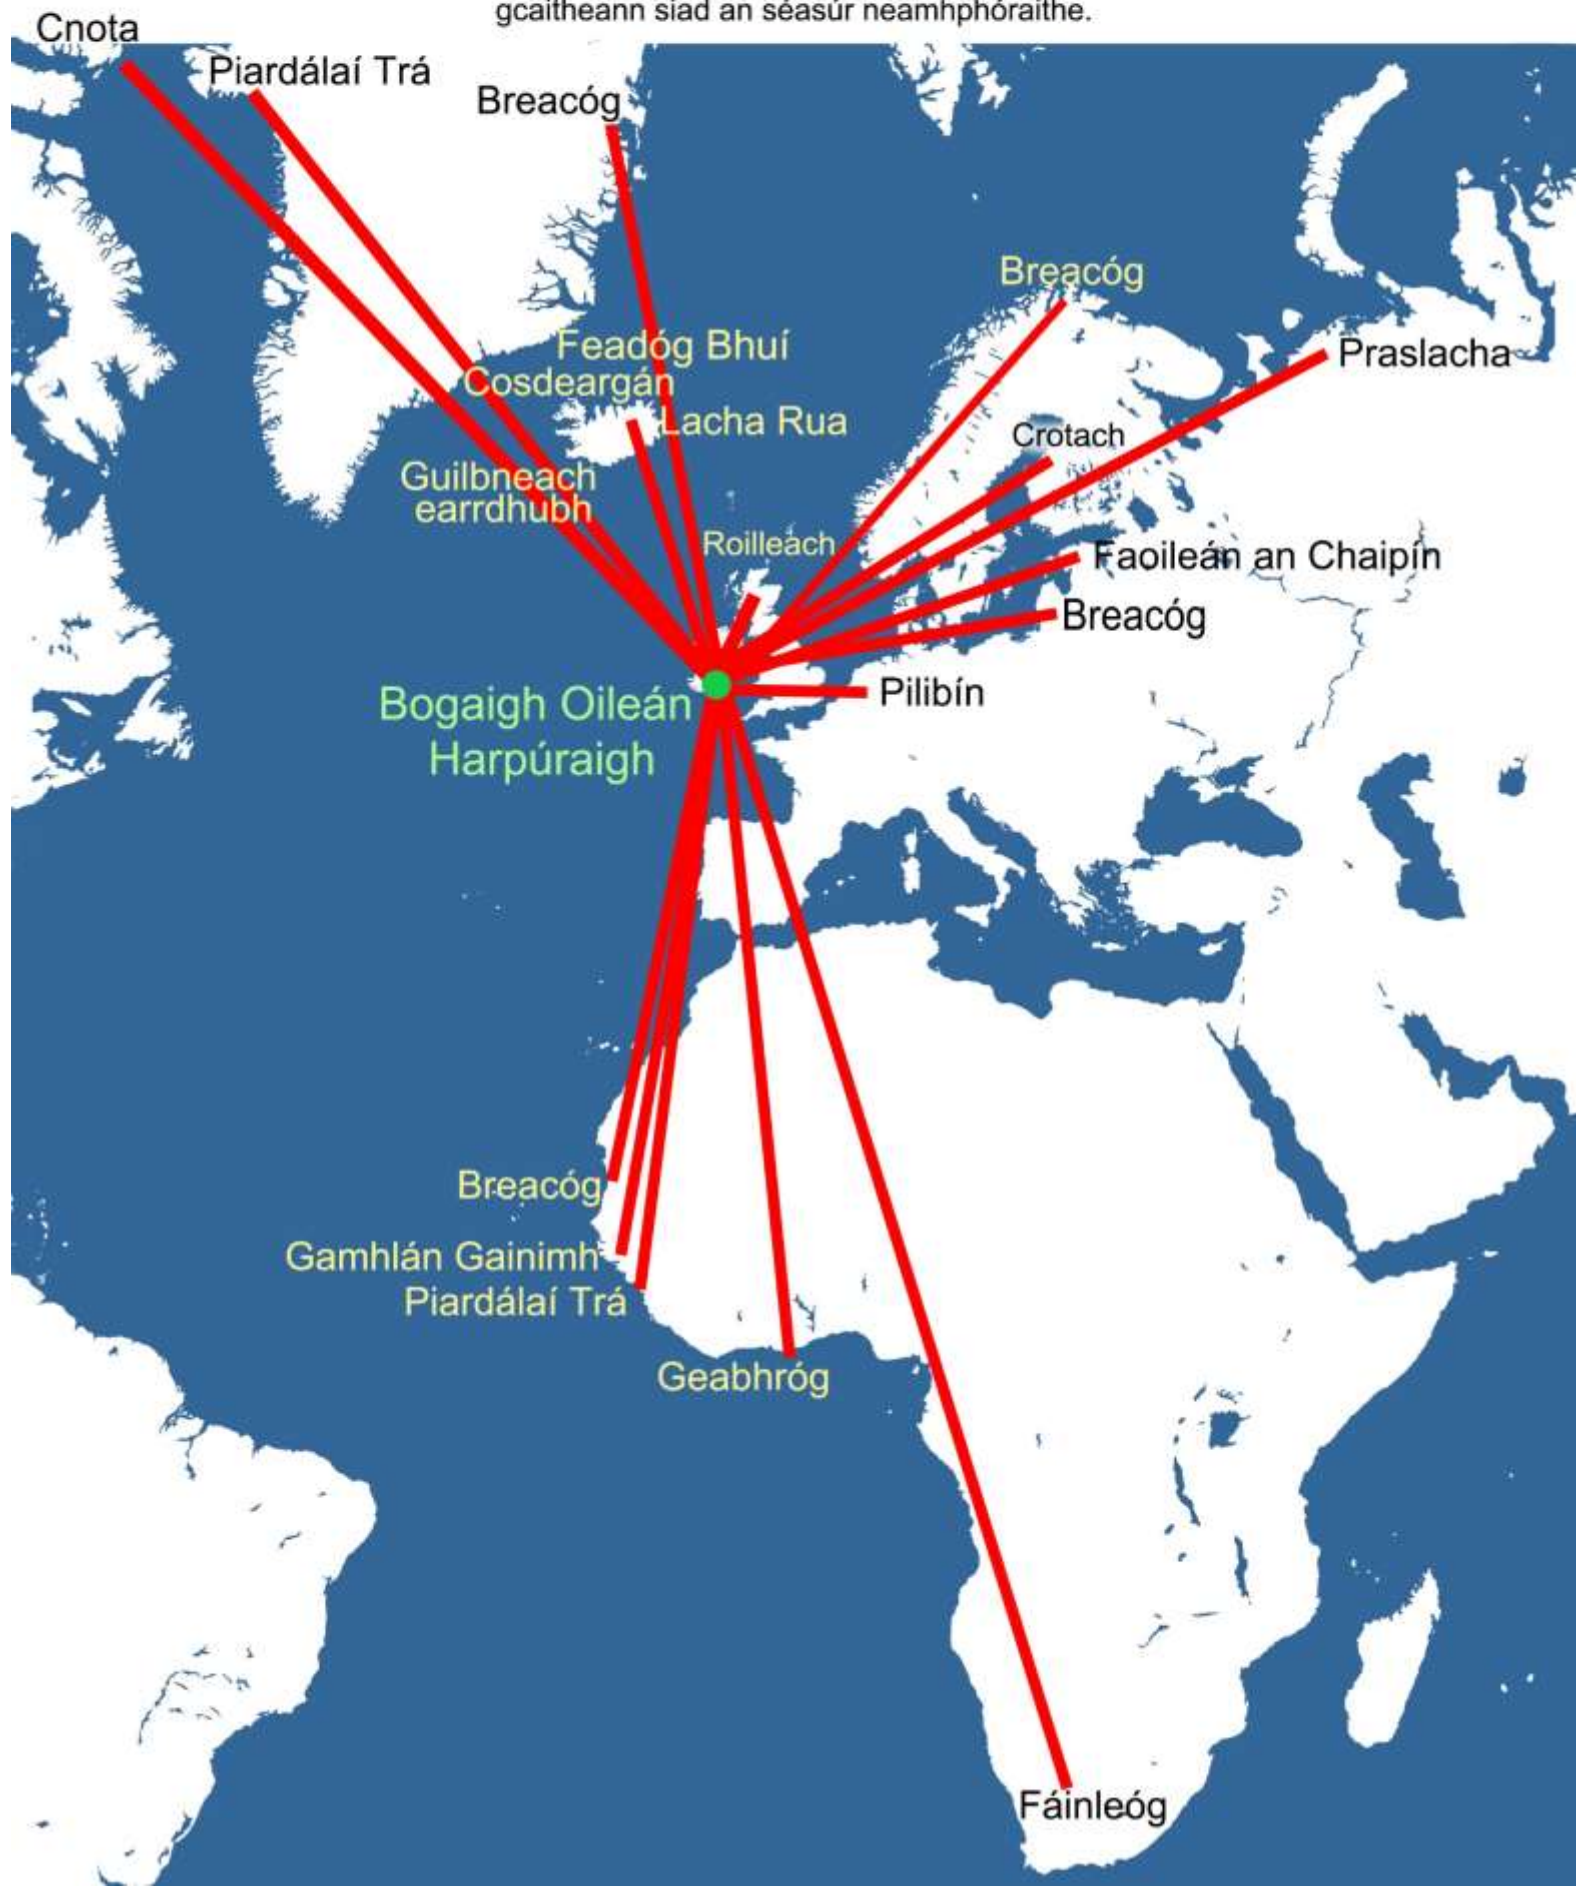 gcaitheann siad an séasúr neamhphóraithe.
Cnota
Piardálaí Trá
Breacóg
Breacóg
Feadóg Bhuí
Praslacha
Cosdeargán
Lacha Rua
Crotach
Guilbneach
earrdhubh
Roilleach
Faoileán an Chaipín
Breacóg
Pilibín
Bogaigh Oileán
Harpúraigh
Breacóg
Gamhlán Gainimh
Piardálaí Trá
Geabhróg
Fáinleóg